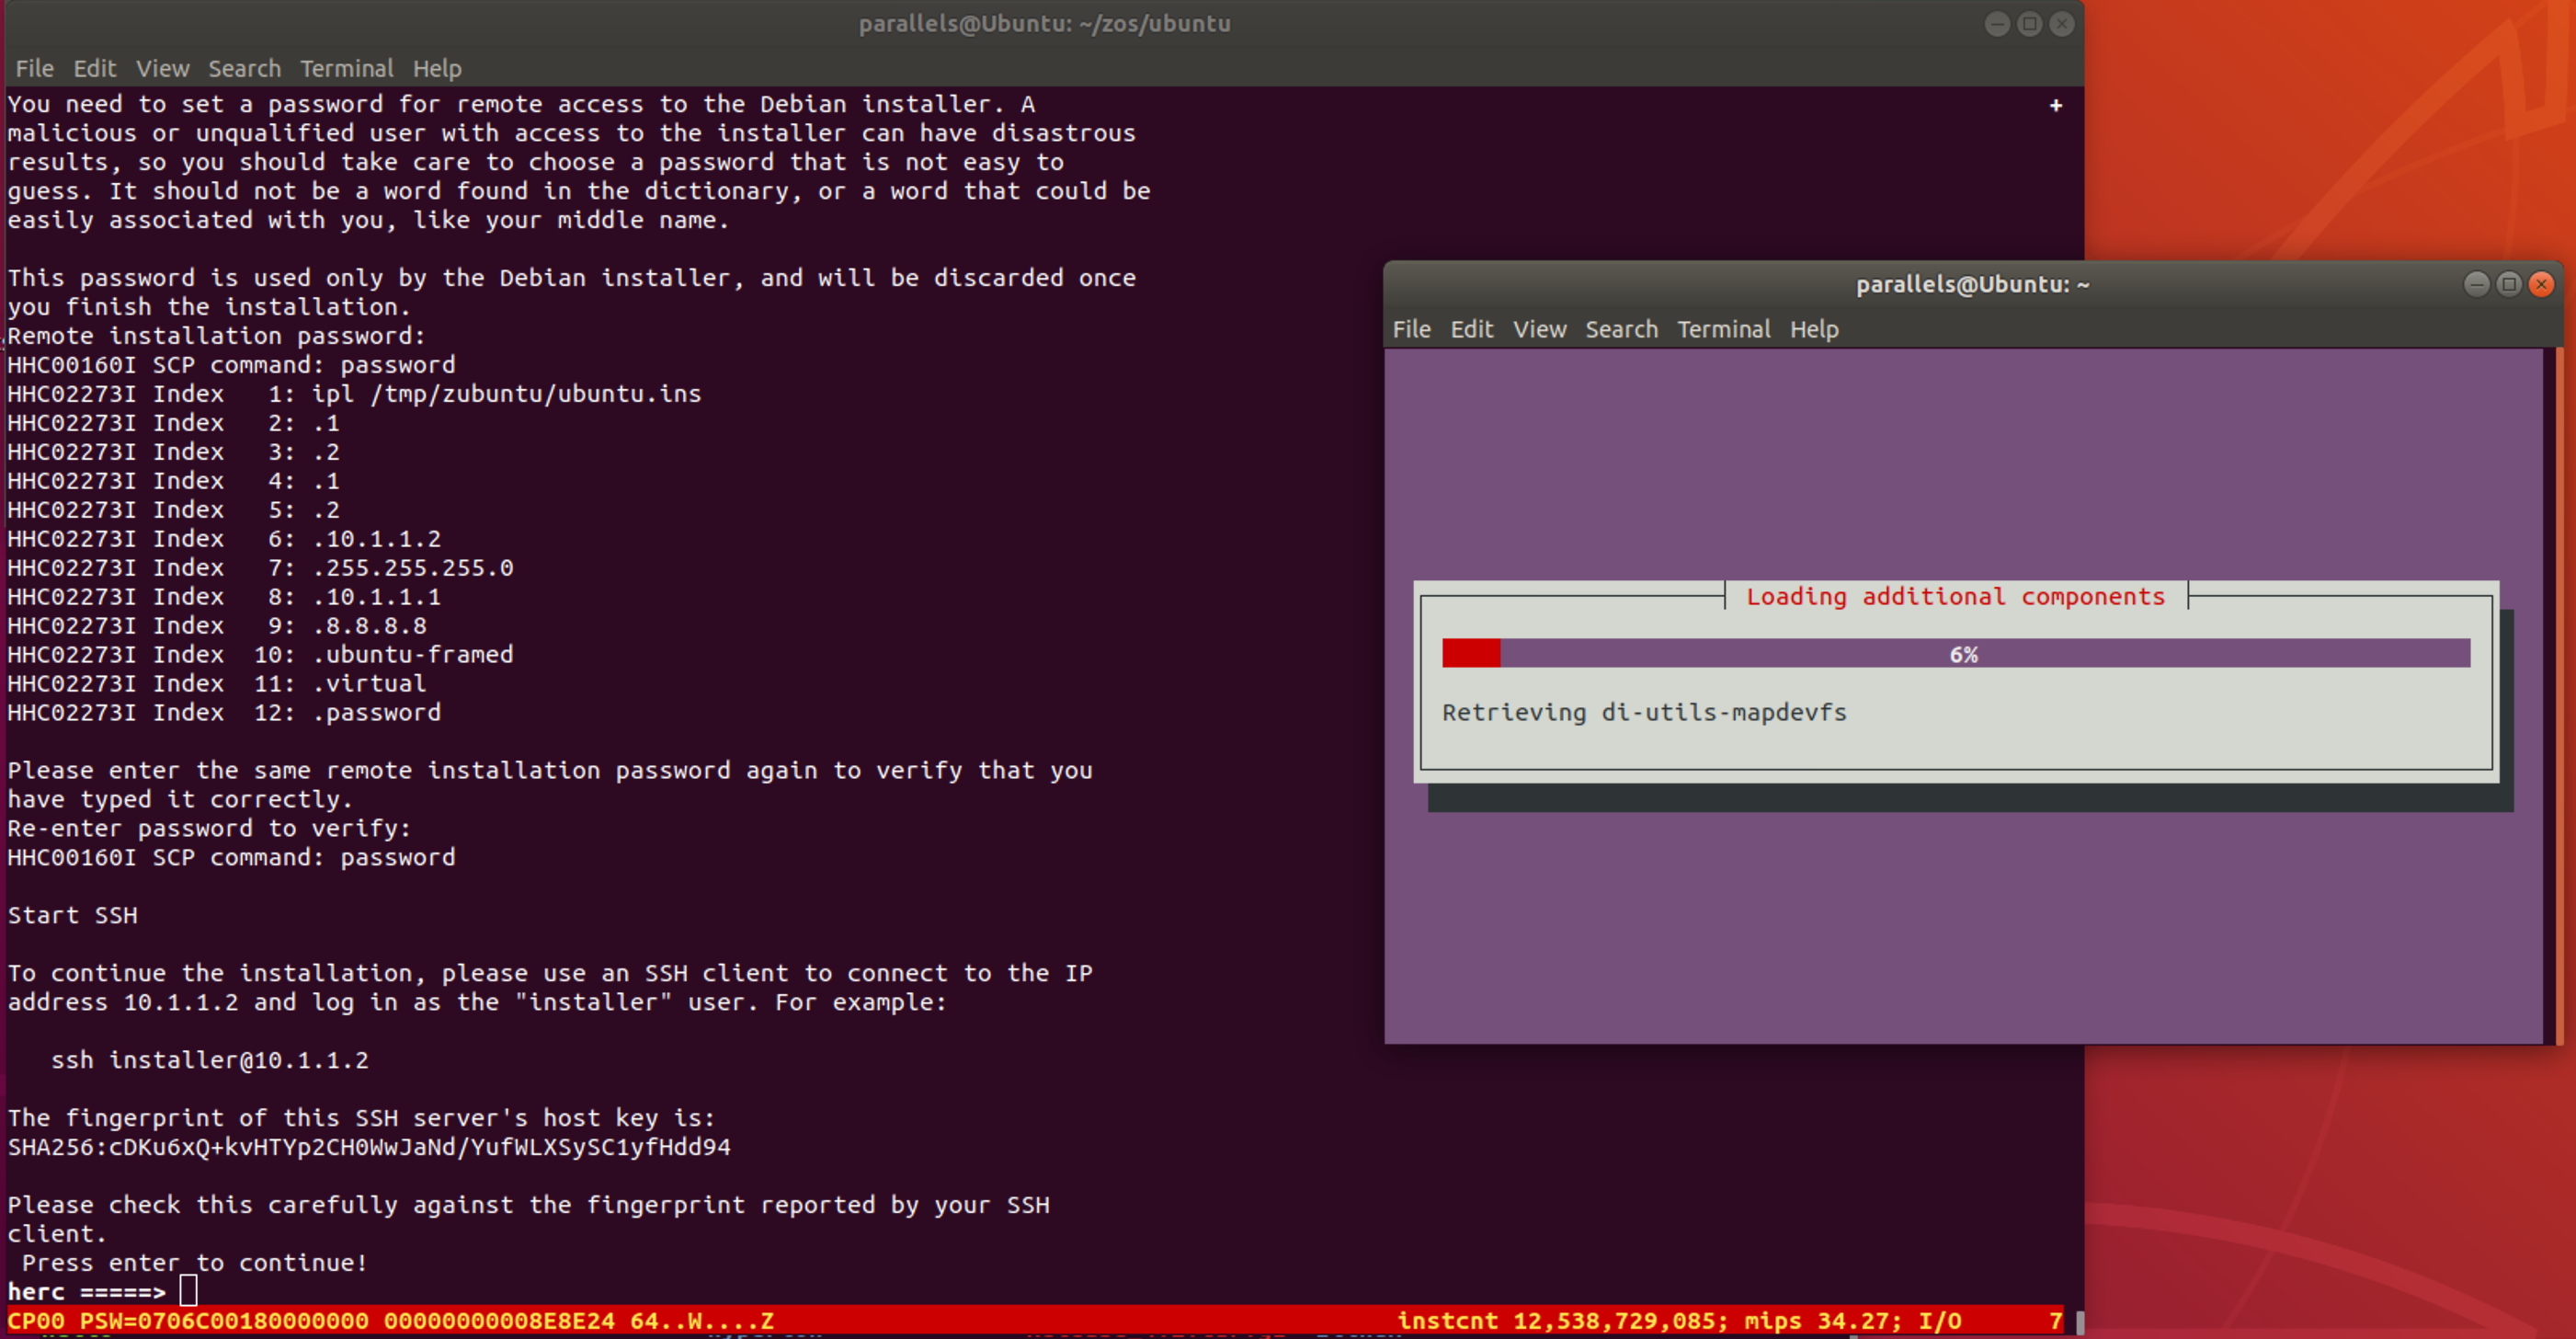 parallels@Ubuntu: ~/zos/ubuntu
File Edit View Search Terminal Help
You need to set a password for remote access to the Debian installer. A +
malicious or unqualified user with access to the installer can have disastrous
results, so you should take care to choose a password that is not easy to
guess. It should not be a word found in the dictionary, or a word that could be
easily associated with you, like your middle name.
This password is used only by the Debian installer, and will be discarded once
you finish the installation.
Remote installation password:
HHC00160I SCP command: password
HHC02273I Index 1: ipl /tmp/zubuntu/ubuntu.ins
HHC02273I Index 2: .1
HHC02273I Index 3: .2
HHC02273I Index 4: .1
HHC02273I Index 5: .2
HHC02273I Index 6: .10.1.1.2
HHC02273I Index 7: .255.255.255.0
HHC02273I Index 8: .10.1.1.1
HHC02273I Index 9: .8.8.8.8
HHC02273I Index 10: .ubuntu-framed
HHC02273I Index 11: .virtual
HHC02273I Index 12: .password
Please enter the same remote installation password again to verify that you
have typed it correctly.
Re-enter password to verify:
HHC00160I SCP command: password
Start SSH
To continue the installation, please use an SSH client to connect to the IP
address 10.1.1.2 and log in as the "installer" user. For example:
ssh installer@10.1.1.2
The fingerprint of this SSH server's host key is:
SHA256:cDKu6xQ+kvHTYp2CH0WwJaNd/YufWLXSySC1yfHdd94
Please check this carefully against the fingerprint reported by your SSH
client.
Press enter to continue!
herc =====>
CP00 PSW=0706C00180000000 00000000008E8E24 64..W....Z instcnt 12,538,729,085; mips 34.27; I/O 7
parallels@Ubuntu: ~
File Edit View Search Terminal Help
Loading additional components
6%
Retrieving di-utils-mapdevfs